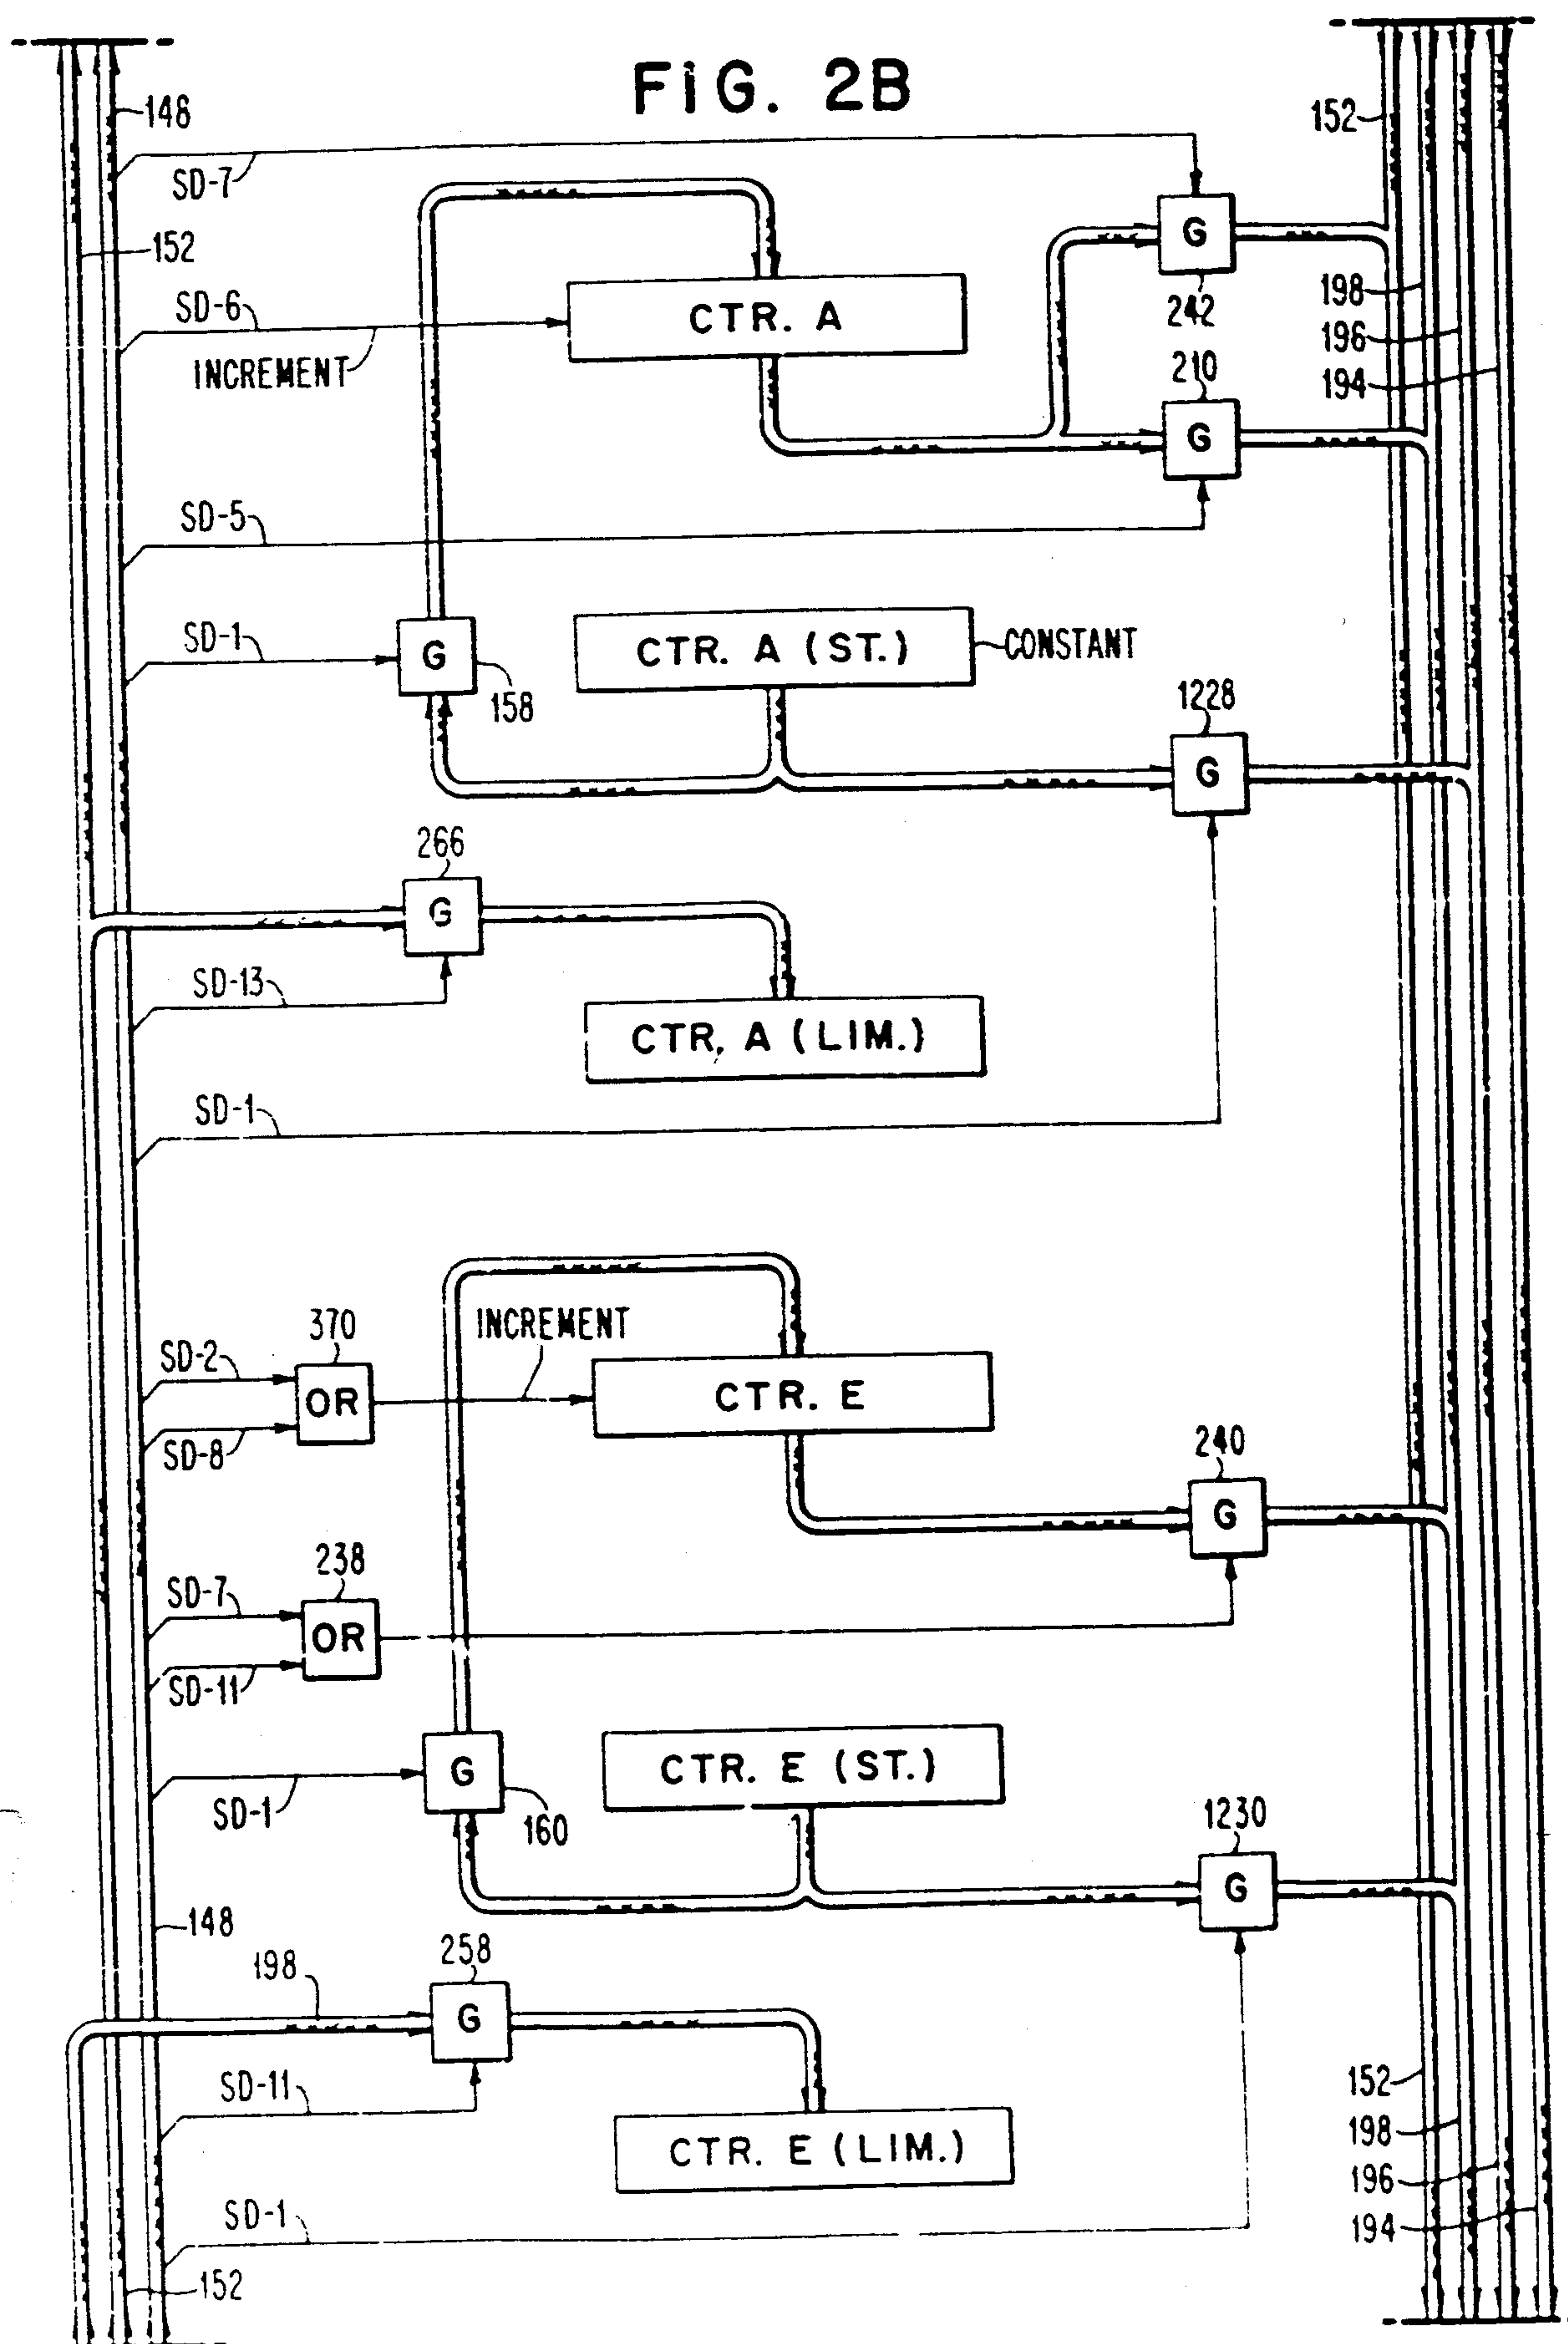 FIG. 2B
148
152
SD-7
152
G
242
SD-6
INCREMENT
CTR. A
198
196
194
210
G
SD-5
SD-1
G
158
CTR. A (ST.)
CONSTANT
1228
G
266
G
SD-13
CTR. A (LIM.)
SD-1
370
INCREMENT
SD-2
OR
SD-8
CTR. E
240
G
238
SD-7
OR
SD-11
SD-1
G
160
CTR. E (ST.)
1230
G
148
198
258
G
SD-11
CTR. E (LIM.)
152
198
196
194
SD-1
152